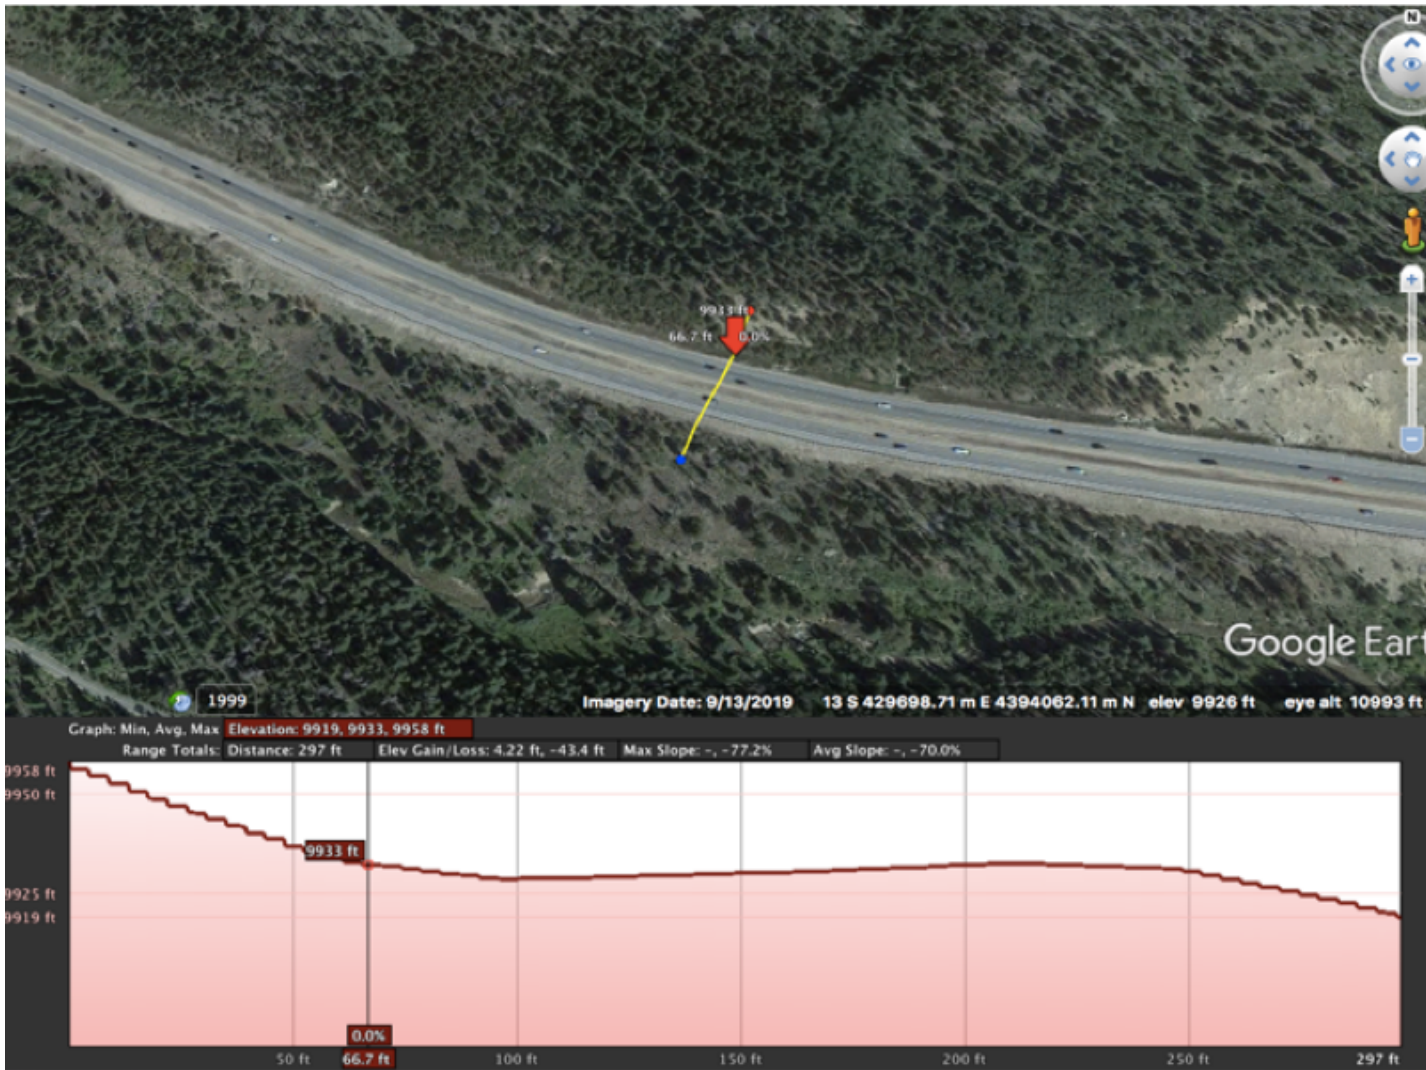 N
9933 ft
66.7 ft 0.0%
Google Ear
1999
Imagery Date: 9/13/2019 13 S 429698.71 m E 4394062.11 m N elev 9926 ft eye alt 10993 ft
Graph: Min, Avg, Max Elevation: 9919, 9933, 9958 ft
Range Totals: Distance: 297 ft Elev Gain/Loss: 4.22 ft, -43.4 ft Max Slope: -, -77.2% Avg Slope: -, -70.0%
9958 ft
9950 ft
9933 ft
9925 ft
9919 ft
0.0%
50 ft 66.7 ft 100 ft 150 ft 200 ft 250 ft 297 ft